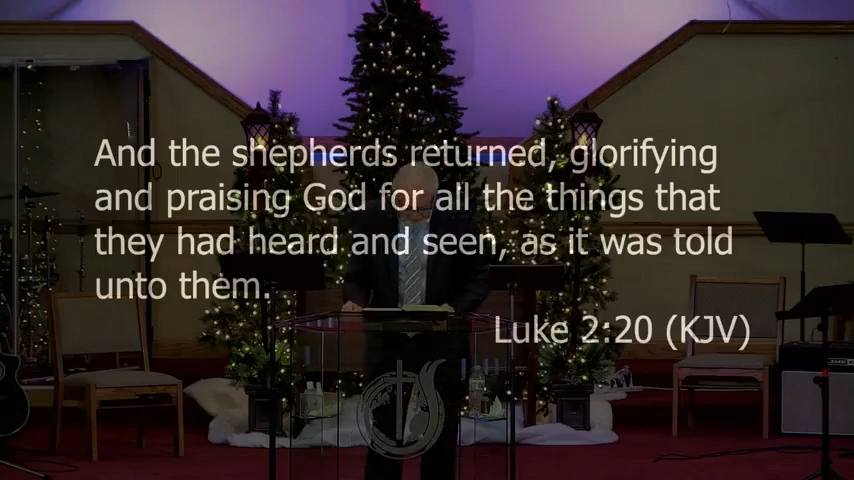 And the shepherds returned, glorifying
and praising God for all the things that
they had heard and seen, as it was told
unto them.
Luke 2:20 (KJV)